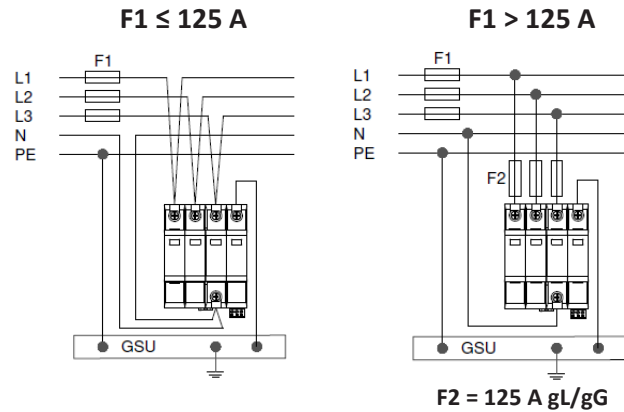 F1 ≤ 125 A
F1
L1
L2
L3
N
PE
GSU
F1 > 125 A
F1
L1
L2
L3
N
PE
F2
GSU
F2 = 125 A gL/gG